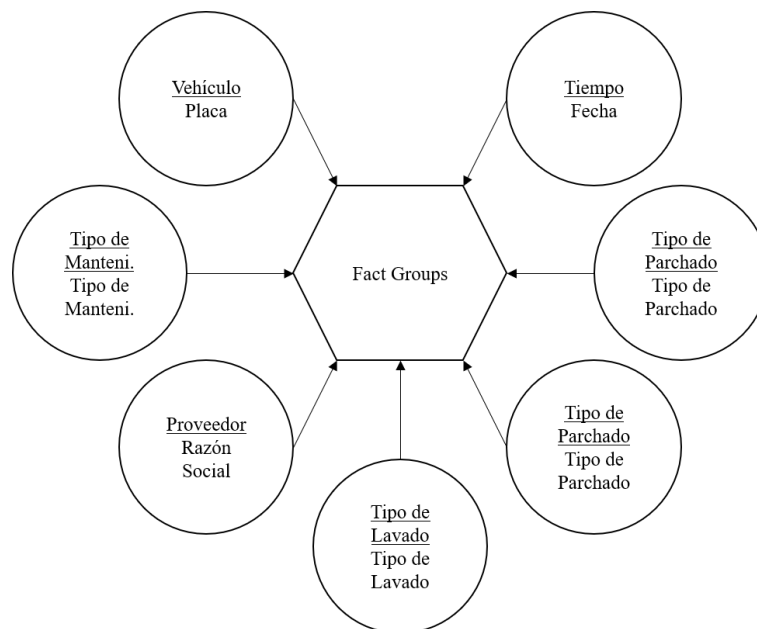 Vehículo
Placa
Tiempo
Fecha
Tipo de
Manteni.
Tipo de
Manteni.
Fact Groups
Tipo de
Parchado
Tipo de
Parchado
Proveedor
Razón
Social
Tipo de
Lavado
Tipo de
Lavado
Tipo de
Parchado
Tipo de
Parchado